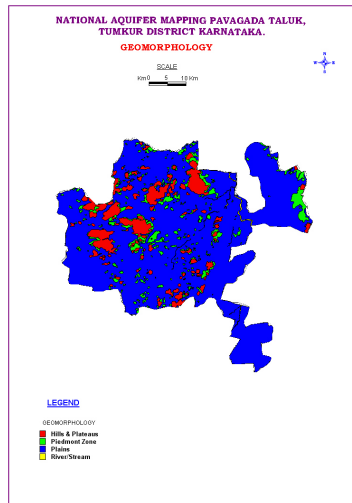 NATIONAL AQUIFER MAPPING PAVAGADA TALUK,
TUMKUR DISTRICT KARNATAKA.
GEOMORPHOLOGY
SCALE
Km0 5 10 Km
N
LEGEND
GEOMORPHOLOGY
Hills & Plateaus
Piedmont Zone
Plains
River/Stream